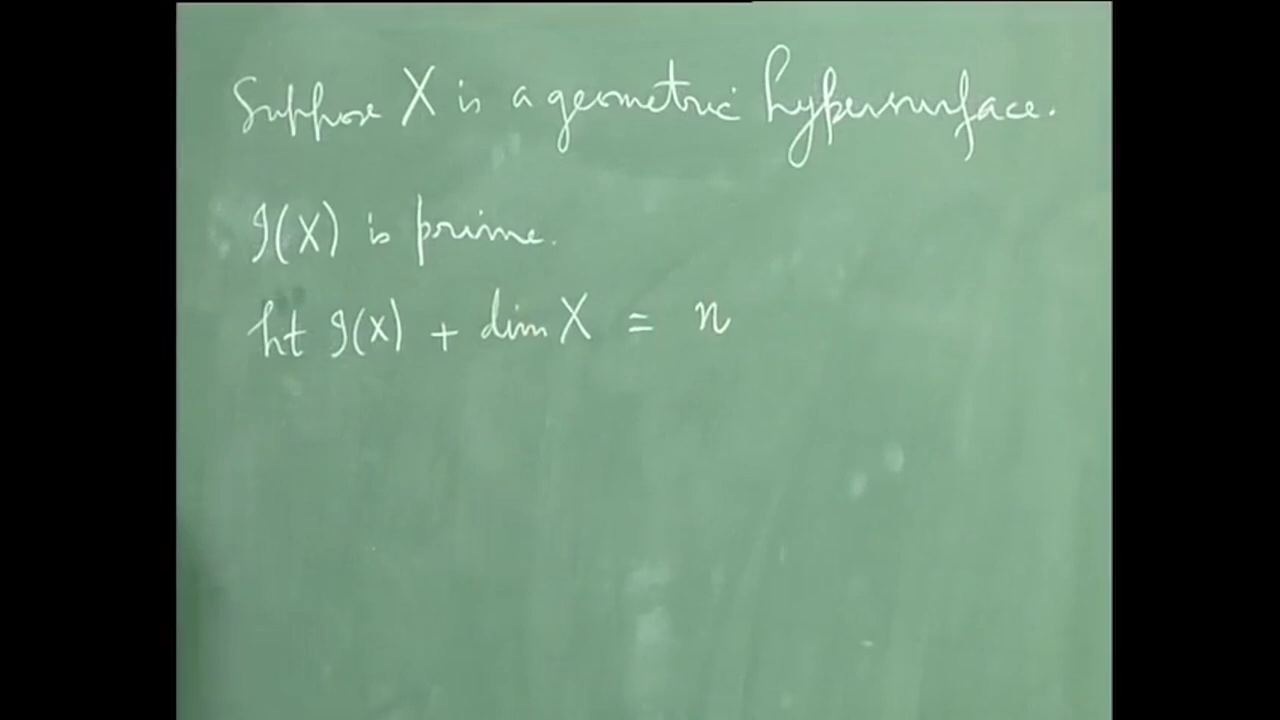 Suppose X is a geometric hypersurface.
I(X) is prime.
ht I(X) + dim X = n